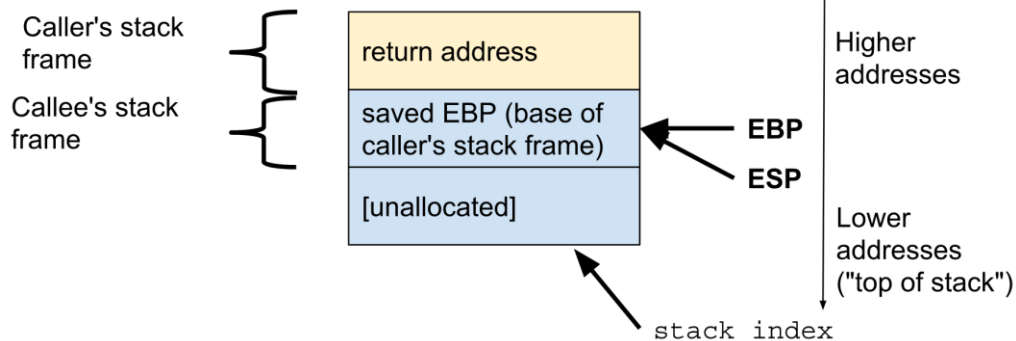 Caller's stack
frame
return address
Higher
addresses
Callee's stack
frame
saved EBP (base of
caller's stack frame)
EBP
ESP
[unallocated]
Lower
addresses
("top of stack")
stack index